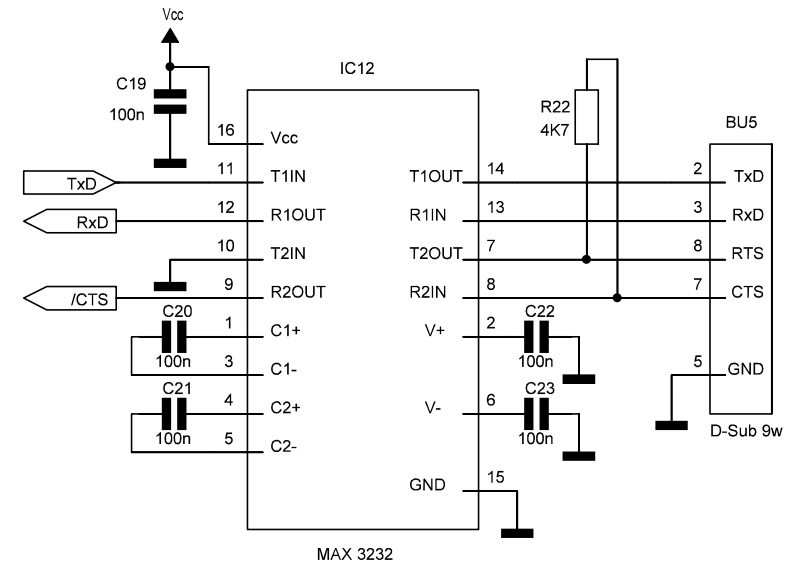 Vcc
C19
100n
IC12
R22
4K7
BU5
16 Vcc
TxD 11 T1IN T1OUT 14 2 TxD
RxD 12 R1OUT R1IN 13 3 RxD
10 T2IN T2OUT 7 8 RTS
/CTS 9 R2OUT R2IN 8 7 CTS
C20
100n
1 C1+ V+ 2
C22
100n
3 C1-
5 GND
C21
100n
4 C2+ V- 6
C23
100n
5 C2-
D-Sub 9w
GND 15
MAX 3232